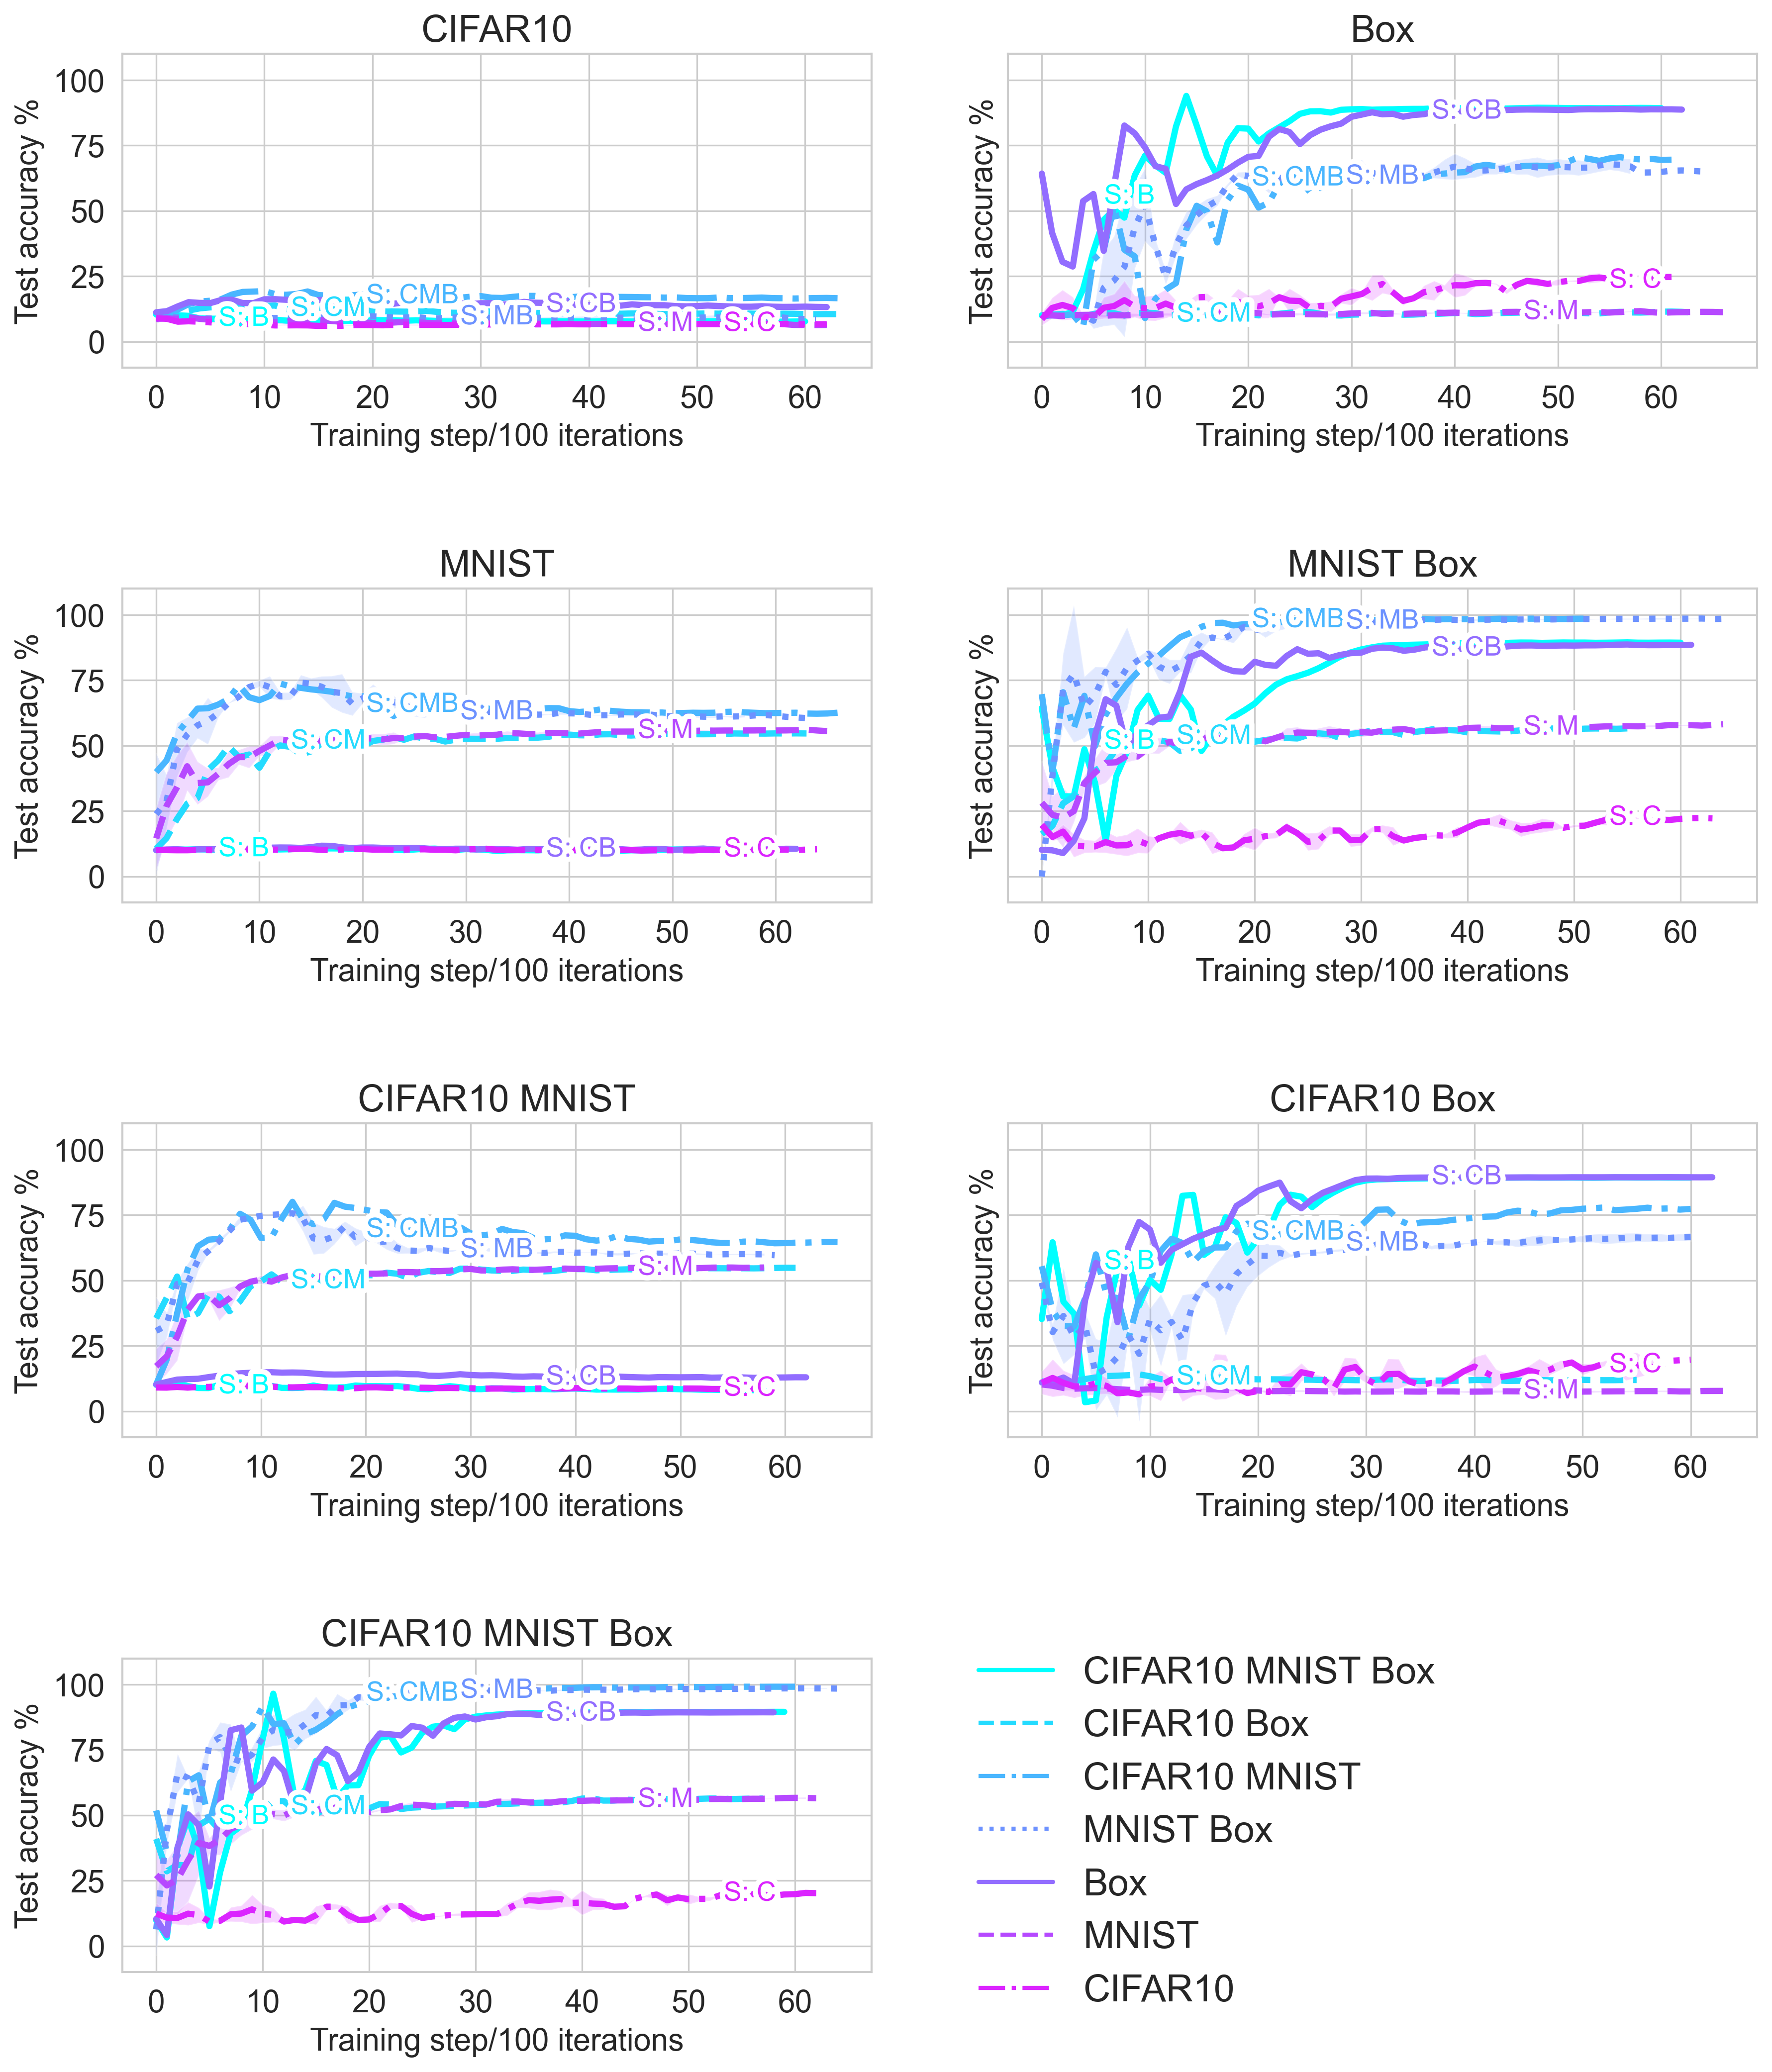 CIFAR10
Test accuracy %
100
75
50
25
0
S: B
S: CM
S: CMB
S: MB
S: CB
S: M
S: C
0 10 20 30 40 50 60
Training step/100 iterations
Box
Test accuracy %
S: CB
S: CMB
S: MB
S: B
S: C
S: CM
S: M
0 10 20 30 40 50 60
Training step/100 iterations
MNIST
Test accuracy %
100
75
50
25
0
S: CMB
S: MB
S: M
S: CM
S: B
S: CB
S: C
0 10 20 30 40 50 60
Training step/100 iterations
MNIST Box
Test accuracy %
S: CMB
S: MB
S: CB
S: B
S: CM
S: M
S: C
0 10 20 30 40 50 60
Training step/100 iterations
CIFAR10 MNIST
Test accuracy %
100
75
50
25
0
S: CMB
S: MB
S: M
S: CM
S: B
S: CB
S: C
0 10 20 30 40 50 60
Training step/100 iterations
CIFAR10 Box
Test accuracy %
S: CB
S: CMB
S: MB
S: B
S: CM
S: C
S: M
0 10 20 30 40 50 60
Training step/100 iterations
CIFAR10 MNIST Box
Test accuracy %
100
75
50
25
0
S: CMB
S: MB
S: CB
S: B
S: CM
S: M
S: C
0 10 20 30 40 50 60
Training step/100 iterations
CIFAR10 MNIST Box
CIFAR10 Box
CIFAR10 MNIST
MNIST Box
Box
MNIST
CIFAR10